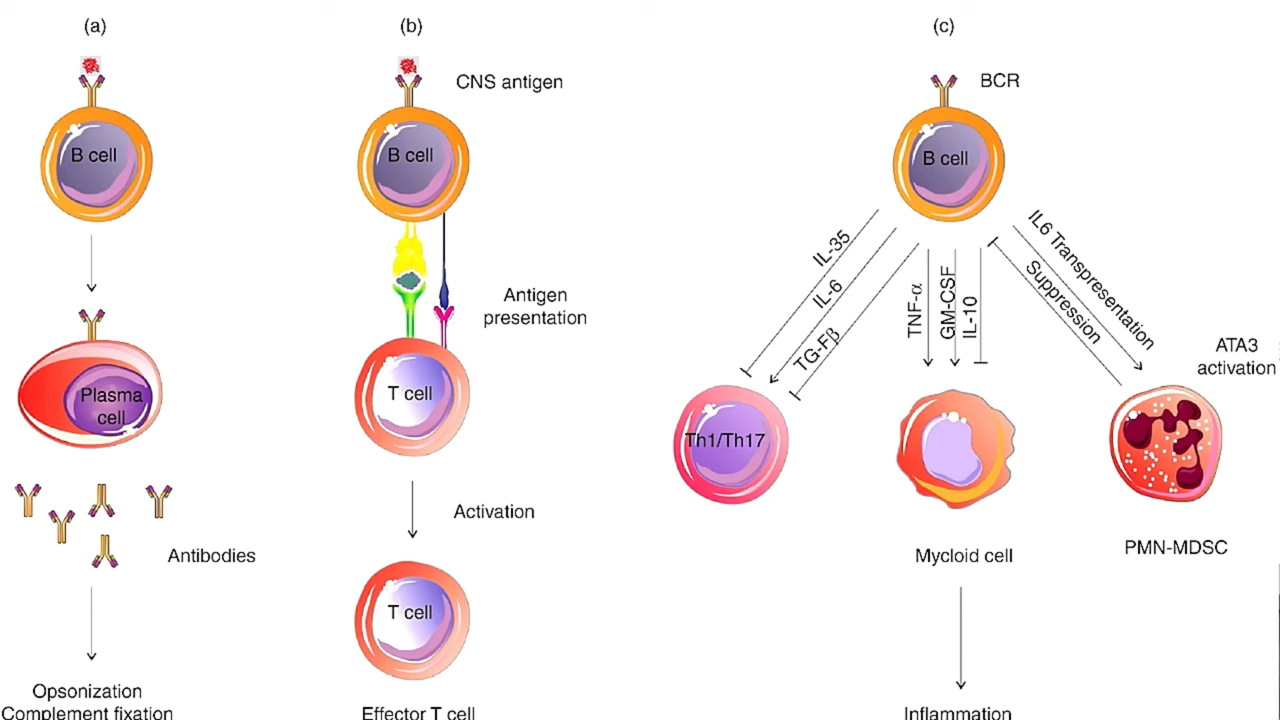 (a)
B cell
Plasma
cell
Antibodies
Opsonization
Complement fixation
(b)
CNS antigen
B cell
Antigen
presentation
T cell
Activation
T cell
Effector T cell
(c)
BCR
B cell
IL-35
IL-6
TG-Fβ
TNF-α
GM-CSF
IL-10
Suppression
IL6 Transpresentation
Th1/Th17
Mycloid cell
Inflammation
ATA3
activation
PMN-MDSC